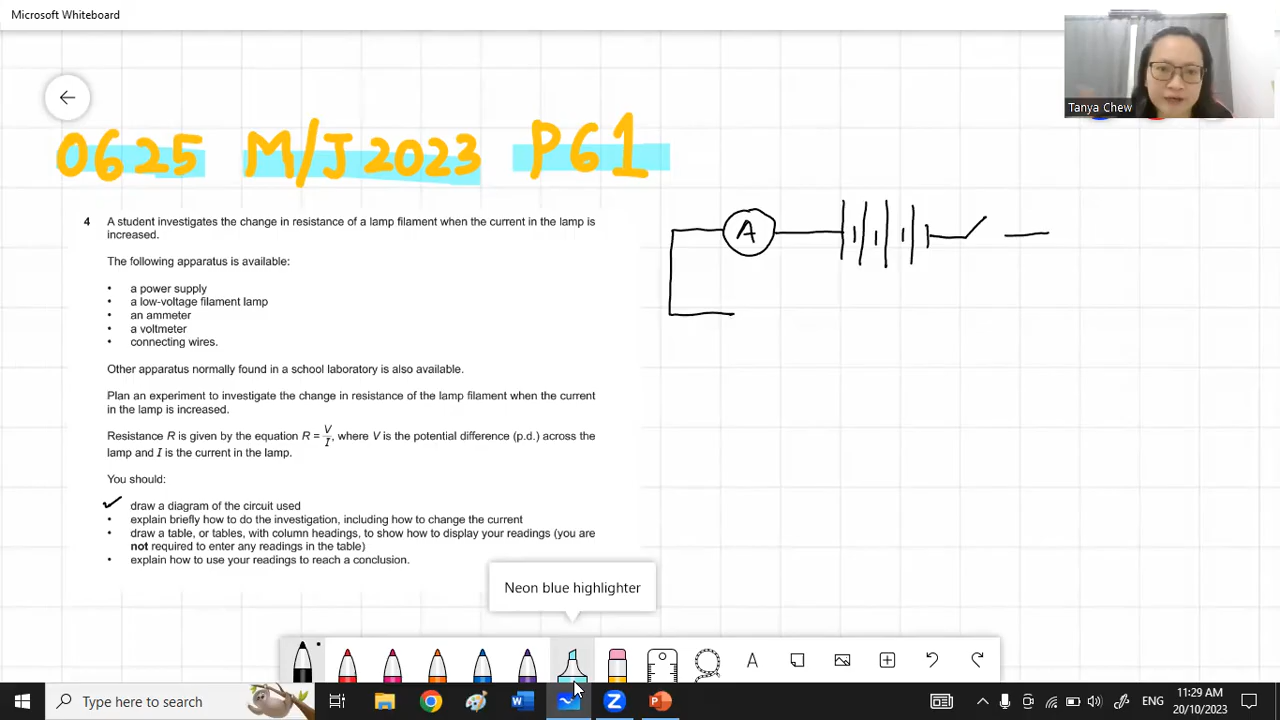 Microsoft Whiteboard
Tanya Chew
0625 M/J 2023 P61
4 A student investigates the change in resistance of a lamp filament when the current in the lamp is
increased.
The following apparatus is available:
• a power supply
• a low-voltage filament lamp
• an ammeter
• a voltmeter
• connecting wires.
Other apparatus normally found in a school laboratory is also available.
Plan an experiment to investigate the change in resistance of the lamp filament when the current
in the lamp is increased.
Resistance R is given by the equation R = V/I, where V is the potential difference (p.d.) across the
lamp and I is the current in the lamp.
You should:
✓ draw a diagram of the circuit used
• explain briefly how to do the investigation, including how to change the current
• draw a table, or tables, with column headings, to show how to display your readings (you are
not required to enter any readings in the table)
• explain how to use your readings to reach a conclusion.
A
Neon blue highlighter
A
Type here to search
ENG
11:29 AM
20/10/2023